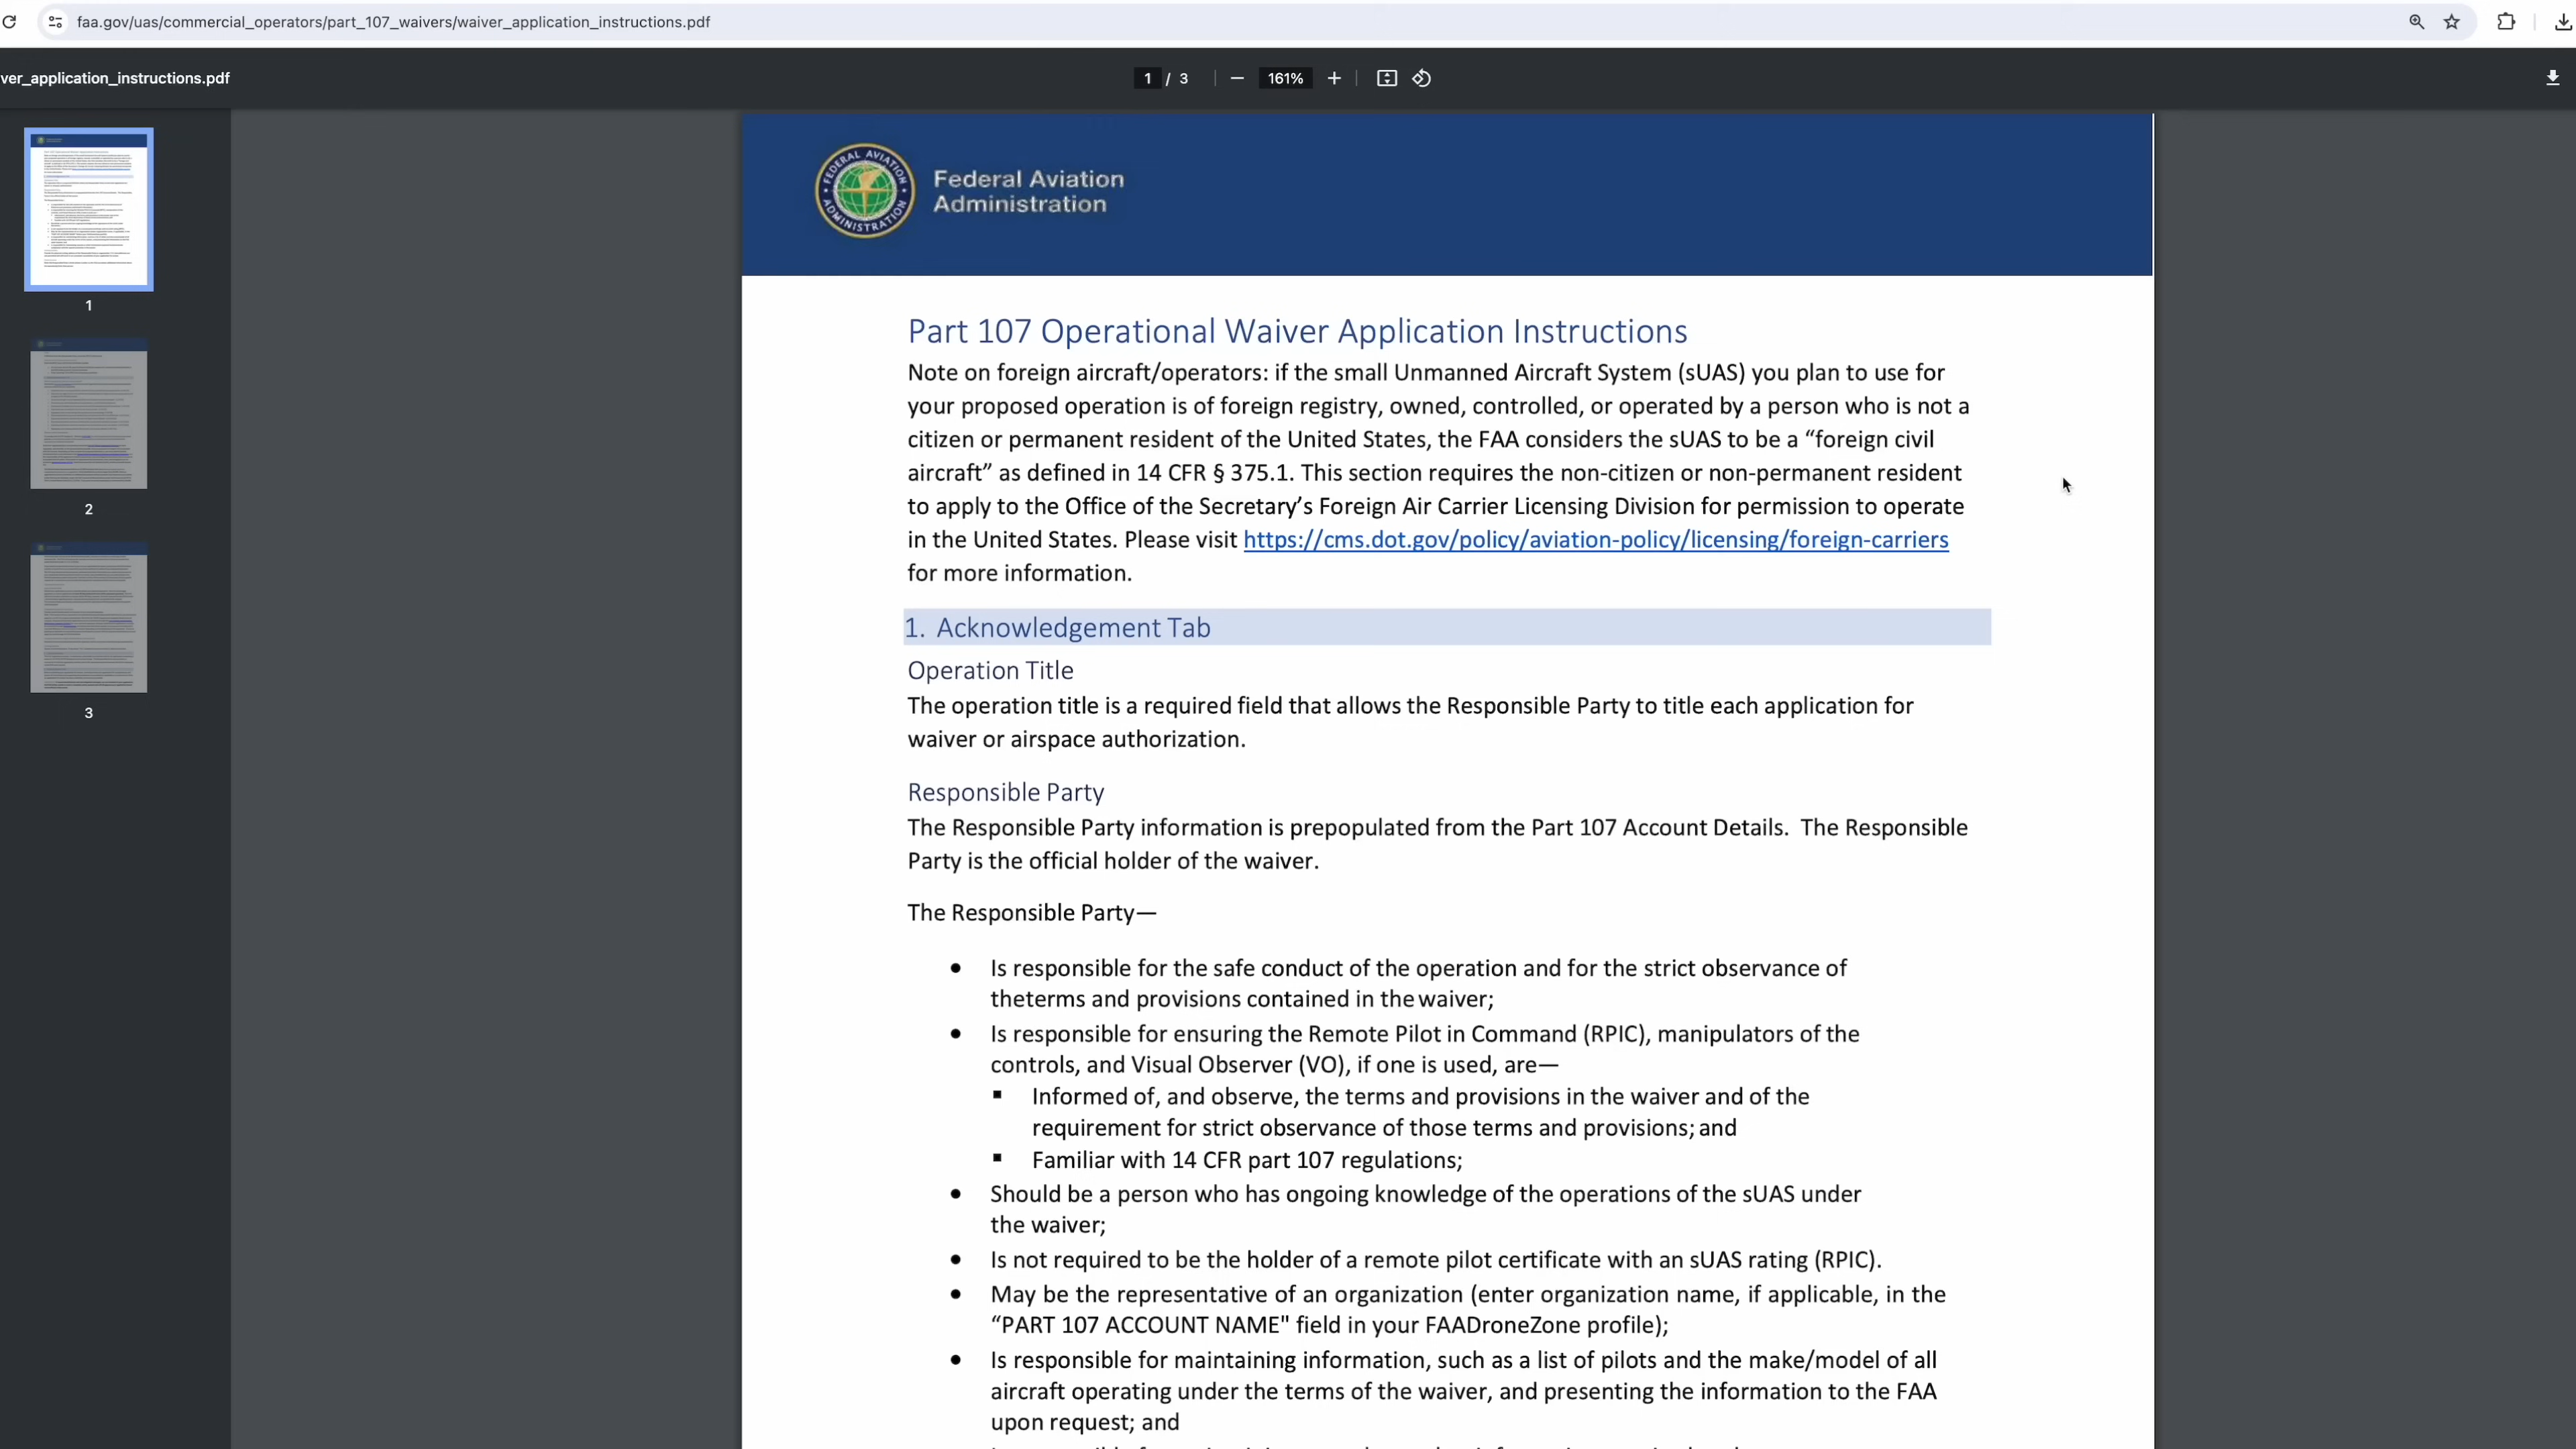 faa.gov/uas/commercial_operators/part_107_waivers/waiver_application_instructions.pdf
ver_application_instructions.pdf
1 / 3
161%
1
2
3
FEDERAL AVIATION
ADMINISTRATION
Federal Aviation
Administration
Part 107 Operational Waiver Application Instructions
Note on foreign aircraft/operators: if the small Unmanned Aircraft System (sUAS) you plan to use for
your proposed operation is of foreign registry, owned, controlled, or operated by a person who is not a
citizen or permanent resident of the United States, the FAA considers the sUAS to be a “foreign civil
aircraft” as defined in 14 CFR § 375.1. This section requires the non-citizen or non-permanent resident
to apply to the Office of the Secretary’s Foreign Air Carrier Licensing Division for permission to operate
in the United States. Please visit https://cms.dot.gov/policy/aviation-policy/licensing/foreign-carriers
for more information.
1. Acknowledgement Tab
Operation Title
The operation title is a required field that allows the Responsible Party to title each application for
waiver or airspace authorization.
Responsible Party
The Responsible Party information is prepopulated from the Part 107 Account Details. The Responsible
Party is the official holder of the waiver.
The Responsible Party—
• Is responsible for the safe conduct of the operation and for the strict observance of
theterms and provisions contained in the waiver;
• Is responsible for ensuring the Remote Pilot in Command (RPIC), manipulators of the
controls, and Visual Observer (VO), if one is used, are—
▪ Informed of, and observe, the terms and provisions in the waiver and of the
requirement for strict observance of those terms and provisions; and
▪ Familiar with 14 CFR part 107 regulations;
• Should be a person who has ongoing knowledge of the operations of the sUAS under
the waiver;
• Is not required to be the holder of a remote pilot certificate with an sUAS rating (RPIC).
• May be the representative of an organization (enter organization name, if applicable, in the
“PART 107 ACCOUNT NAME" field in your FAADroneZone profile);
• Is responsible for maintaining information, such as a list of pilots and the make/model of all
aircraft operating under the terms of the waiver, and presenting the information to the FAA
upon request; and